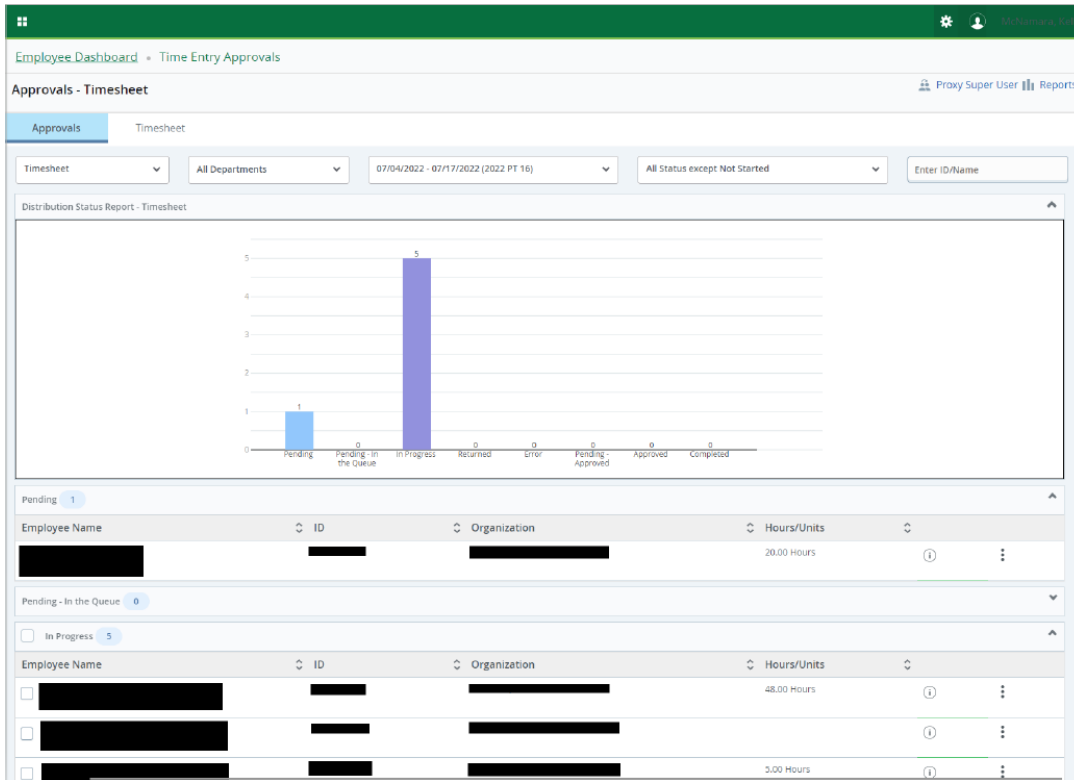 Employee Dashboard • Time Entry Approvals
Approvals - Timesheet
Proxy Super User Reports
Approvals Timesheet
Timesheet All Departments 07/04/2022 - 07/17/2022 (2022 PT 16) All Status except Not Started Enter ID/Name
Distribution Status Report - Timesheet
5
4
3
2
1
0
1 0 5 0 0 0 0 0
Pending Pending - In the Queue In Progress Returned Error Pending - Approved Approved Completed
Pending 1
Employee Name ID Organization Hours/Units
20.00 Hours
Pending - In the Queue 0
In Progress 5
Employee Name ID Organization Hours/Units
48.00 Hours
5.00 Hours